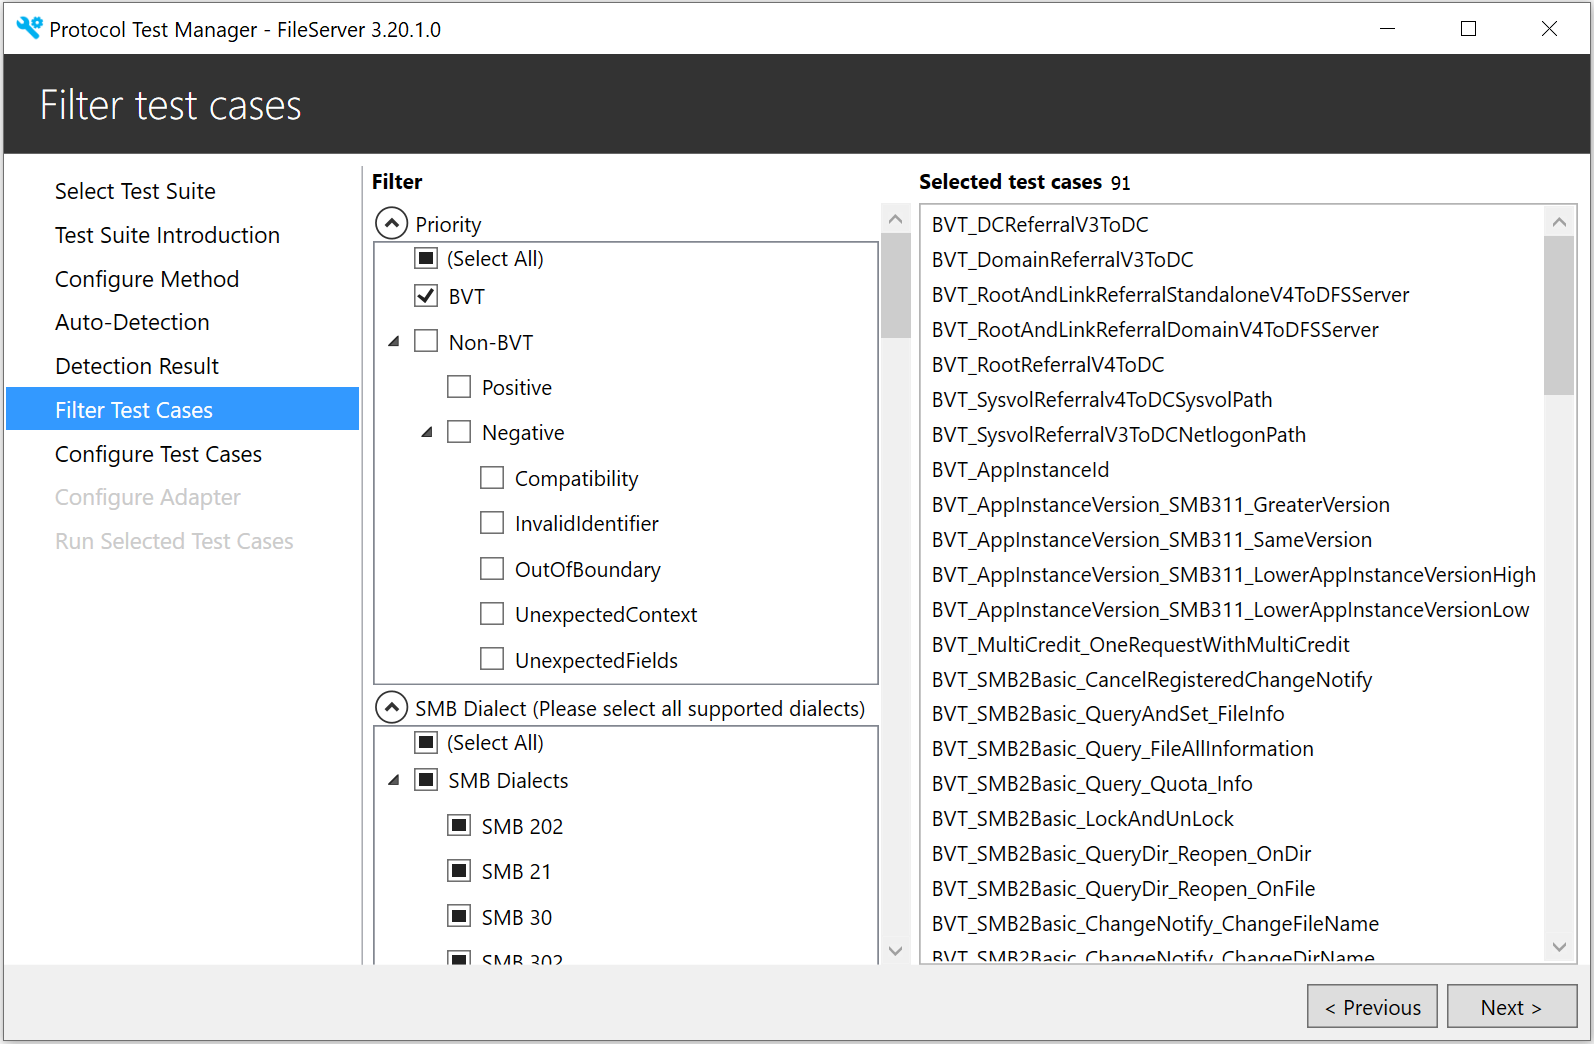 Protocol Test Manager - FileServer 3.20.1.0
Filter test cases
Select Test Suite
Test Suite Introduction
Configure Method
Auto-Detection
Detection Result
Filter Test Cases
Configure Test Cases
Configure Adapter
Run Selected Test Cases
Filter
Priority
(Select All)
BVT
Non-BVT
Positive
Negative
Compatibility
InvalidIdentifier
OutOfBoundary
UnexpectedContext
UnexpectedFields
SMB Dialect (Please select all supported dialects)
(Select All)
SMB Dialects
SMB 202
SMB 21
SMB 30
SMB 302
Selected test cases 91
BVT_DCReferralV3ToDC
BVT_DomainReferralV3ToDC
BVT_RootAndLinkReferralStandaloneV4ToDFSServer
BVT_RootAndLinkReferralDomainV4ToDFSServer
BVT_RootReferralV4ToDC
BVT_SysvolReferralv4ToDCSysvolPath
BVT_SysvolReferralV3ToDCNetlogonPath
BVT_AppInstanceId
BVT_AppInstanceVersion_SMB311_GreaterVersion
BVT_AppInstanceVersion_SMB311_SameVersion
BVT_AppInstanceVersion_SMB311_LowerAppInstanceVersionHigh
BVT_AppInstanceVersion_SMB311_LowerAppInstanceVersionLow
BVT_MultiCredit_OneRequestWithMultiCredit
BVT_SMB2Basic_CancelRegisteredChangeNotify
BVT_SMB2Basic_QueryAndSet_FileInfo
BVT_SMB2Basic_Query_FileAllInformation
BVT_SMB2Basic_Query_Quota_Info
BVT_SMB2Basic_LockAndUnLock
BVT_SMB2Basic_QueryDir_Reopen_OnDir
BVT_SMB2Basic_QueryDir_Reopen_OnFile
BVT_SMB2Basic_ChangeNotify_ChangeFileName
BVT_SMB2Basic_ChangeNotify_ChangeDirName
< Previous
Next >